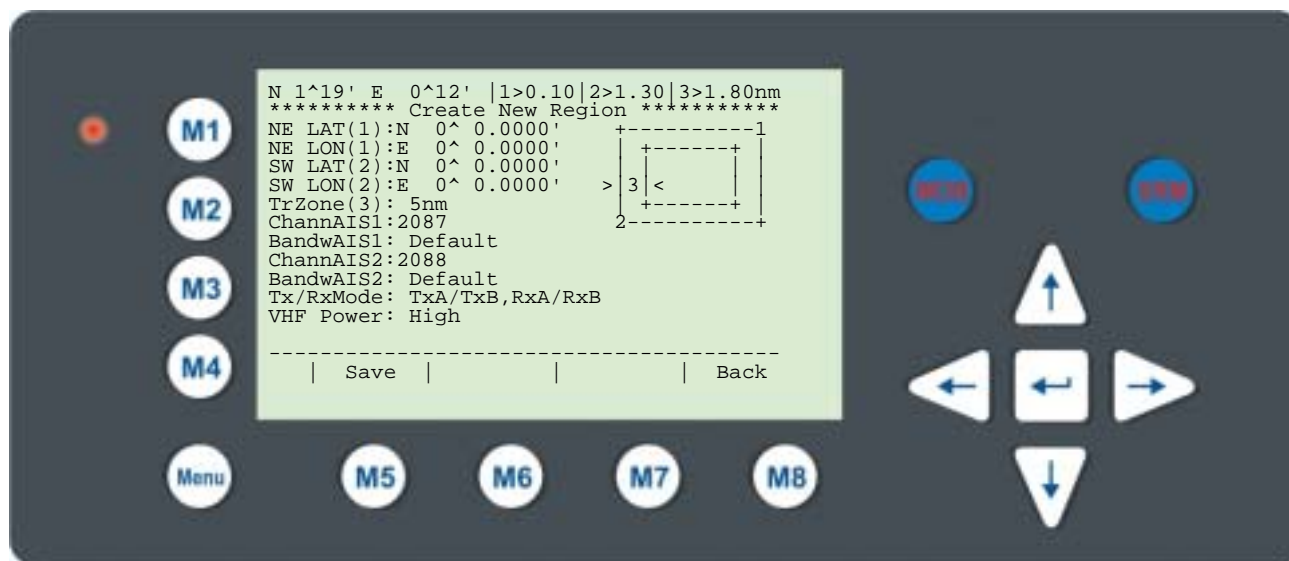 N 1^19' E  0^12' |1>0.10|2>1.30|3>1.80nm
********** Create New Region ***********
NE LAT(1):N  0^ 0.0000'    +----------1
NE LON(1):E  0^ 0.0000'    | +------+ |
SW LAT(2):N  0^ 0.0000'    | |      | |
SW LON(2):E  0^ 0.0000'   >|3|<     | |
TrZone(3): 5nm             | +------+ |
ChannAIS1:2087             2----------+
BandwAIS1: Default
ChannAIS2:2088
BandwAIS2: Default
Tx/RxMode: TxA/TxB,RxA/RxB
VHF Power: High
----------------------------------------
| Save | | | Back
M1
M2
M3
M4
Menu
M5
M6
M7
M8